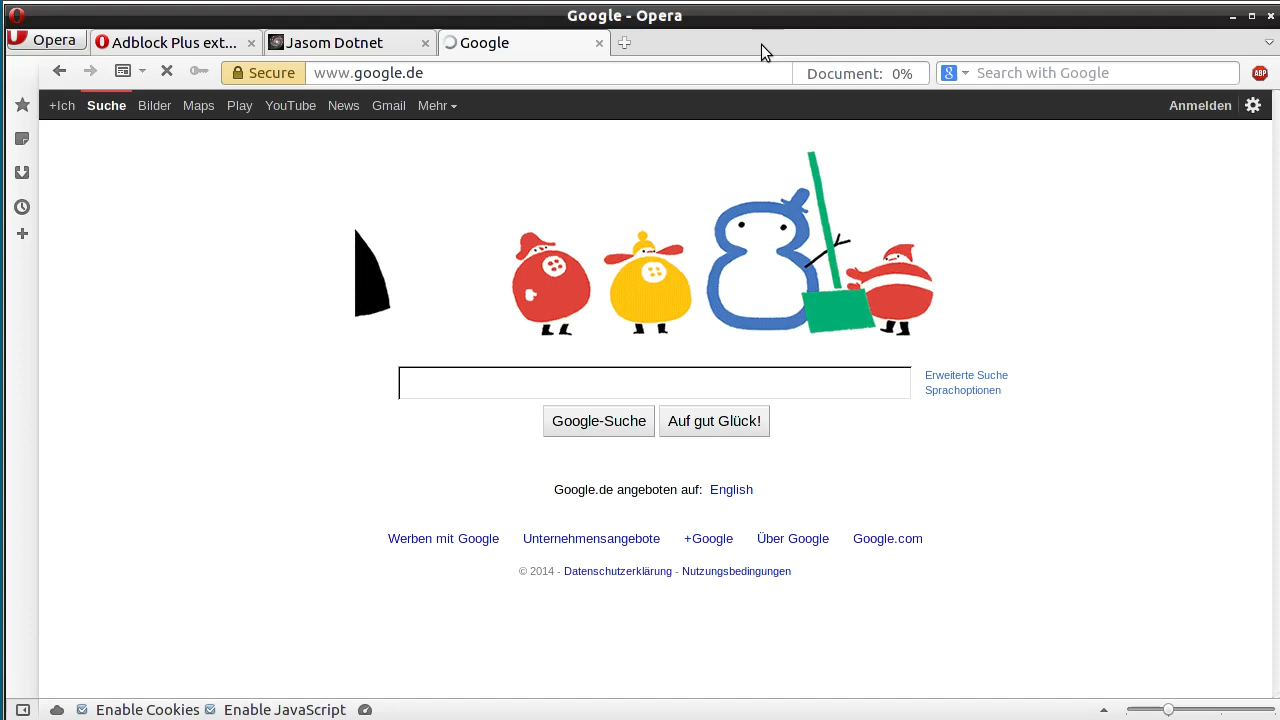 Google - Opera
Opera
Adblock Plus ext...
Jasom Dotnet
Google
Secure
www.google.de
Document: 0%
Search with Google
ABP
+Ich Suche Bilder Maps Play YouTube News Gmail Mehr
Anmelden
Erweiterte Suche
Sprachoptionen
Google-Suche
Auf gut Glück!
Google.de angeboten auf: English
Werben mit Google Unternehmensangebote +Google Über Google Google.com
© 2014 - Datenschutzerklärung - Nutzungsbedingungen
Enable Cookies
Enable JavaScript